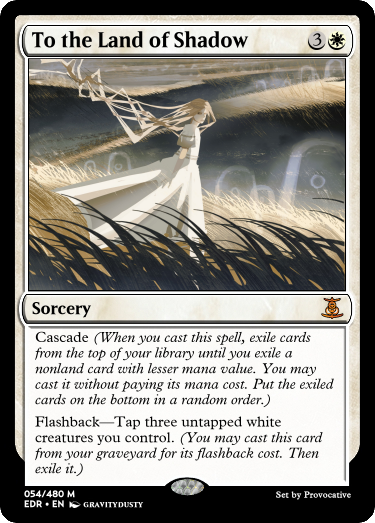 To the Land of Shadow 3
Sorcery
Cascade (When you cast this spell, exile cards
from the top of your library until you exile a
nonland card with lesser mana value. You may
cast it without paying its mana cost. Put the exiled
cards on the bottom in a random order.)
Flashback—Tap three untapped white
creatures you control. (You may cast this card
from your graveyard for its flashback cost. Then
exile it.)
054/480 M
EDR • EN GRAVITYDUSTY
Set by Provocative